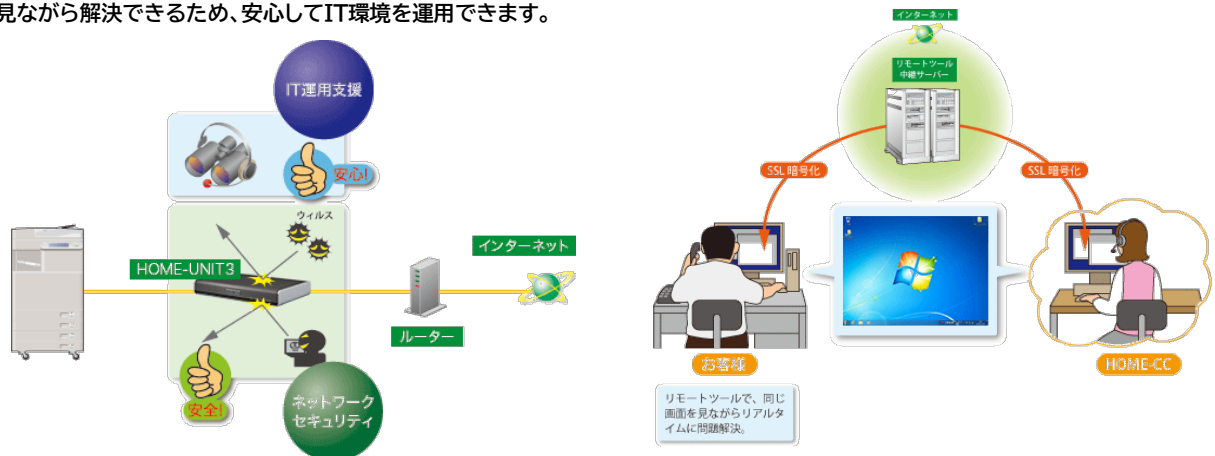 見ながら解決できるため、安心してIT環境を運用できます。
IT運用支援
安心!
ウィルス
HOME-UNIT3
インターネット
ルーター
安全!
ネットワーク
セキュリティ
インターネット
リモートツール
中継サーバー
SSL 暗号化
SSL 暗号化
お客様
HOME-CC
リモートツールで、同じ
画面を見ながらリアルタ
イムに問題解決。